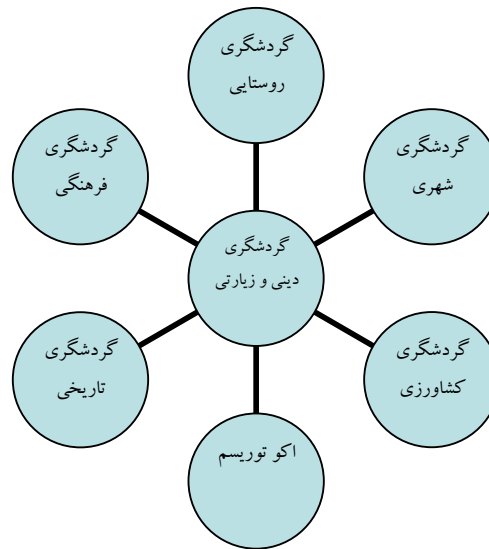 گردشگری
روستایی
گردشگری
شهری
گردشگری
فرهنگی
گردشگری
دینی و زیارتی
گردشگری
کشاورزی
گردشگری
تاریخی
اکو توریسم